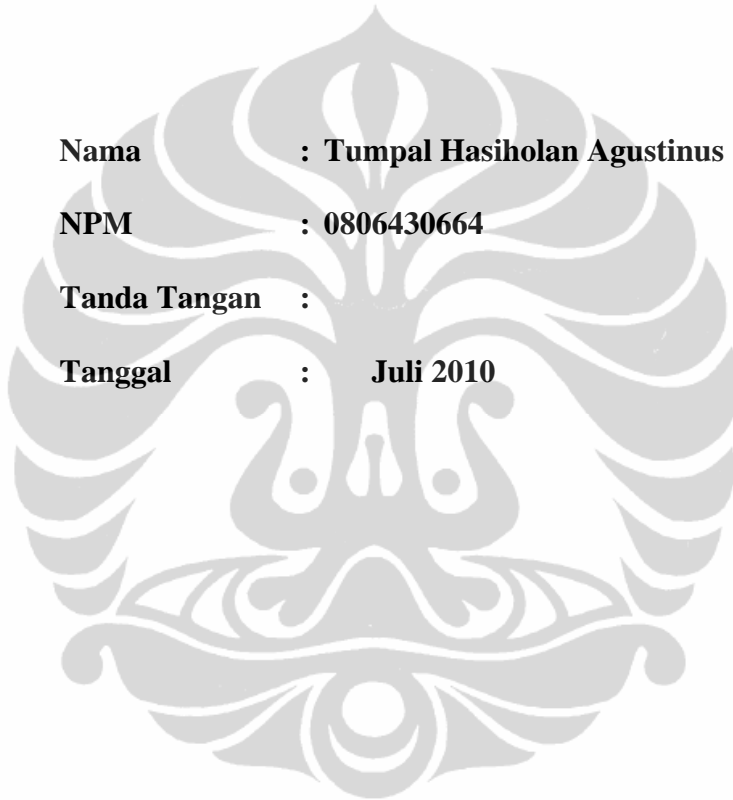 Nama : Tumpal Hasiholan Agustinus
NPM : 0806430664
Tanda Tangan :
Tanggal : Juli 2010